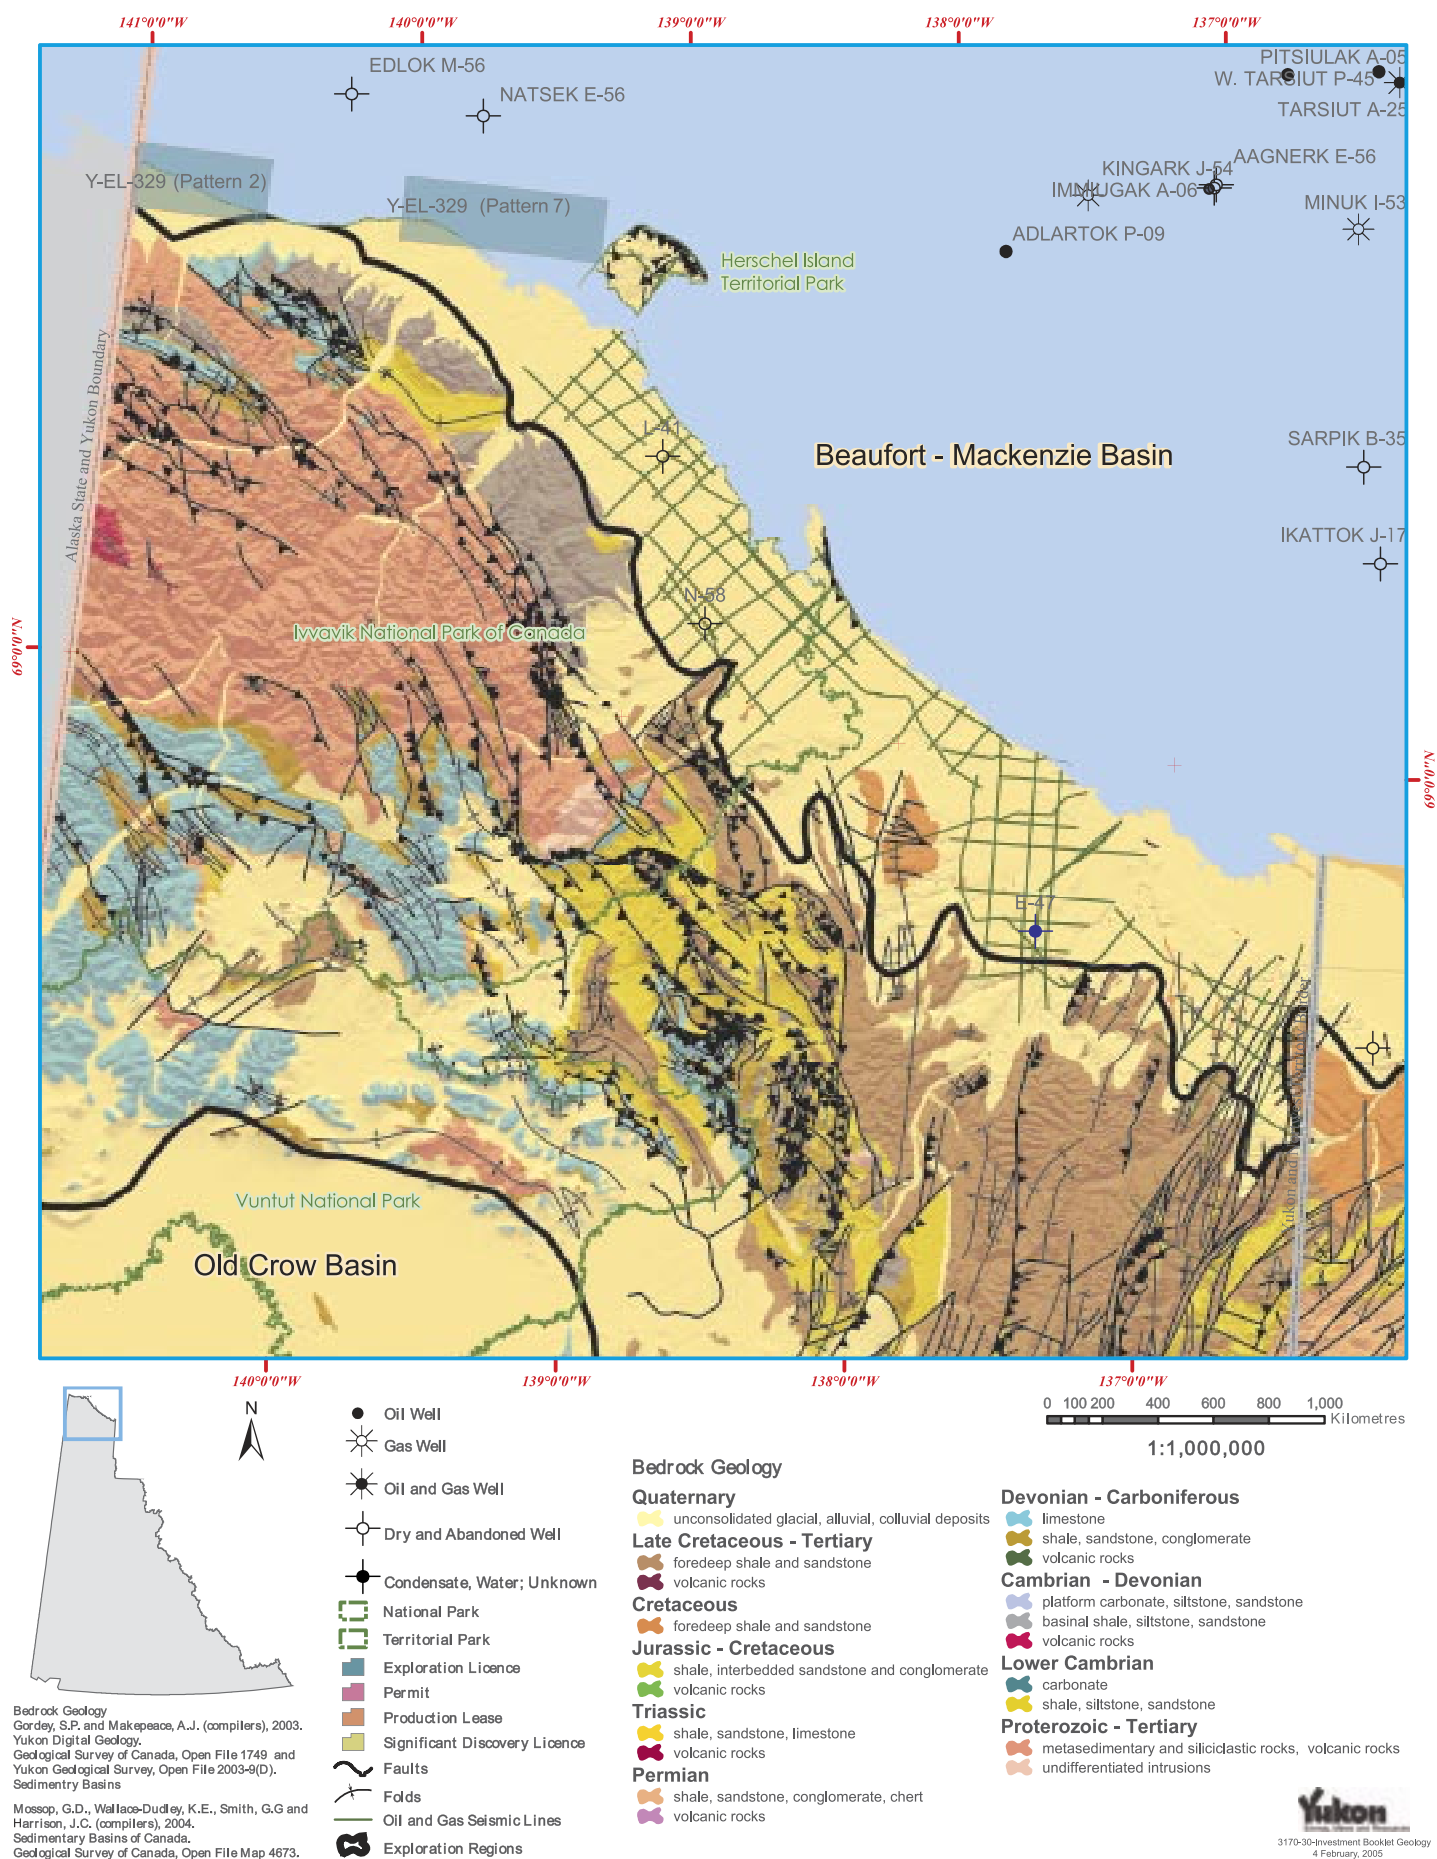 141°0'0"W
140°0'0"W
139°0'0"W
138°0'0"W
137°0'0"W
EDLOK M-56
NATSEK E-56
PITSIULAK A-05
W. TARSIUT P-45
TARSIUT A-25
AAGNERK E-56
KINGARK J-54
IMMIUGAK A-06
MINUK I-53
ADLARTOK P-09
Y-EL-329 (Pattern 2)
Y-EL-329 (Pattern 7)
Herschel Island
Territorial Park
Alaska State and Yukon Boundary
L-41
Beaufort - Mackenzie Basin
SARPIK B-35
IKATTOK J-17
N-58
Ivvavik National Park of Canada
69°0'0"N
69°0'0"N
E-47
Vuntut National Park
Old Crow Basin
140°0'0"W
139°0'0"W
138°0'0"W
137°0'0"W
N
Oil Well
Gas Well
Oil and Gas Well
Dry and Abandoned Well
Condensate, Water; Unknown
National Park
Territorial Park
Exploration Licence
Permit
Production Lease
Significant Discovery Licence
Faults
Folds
Oil and Gas Seismic Lines
Exploration Regions
0 100 200 400 600 800 1,000
Kilometres
1:1,000,000
Bedrock Geology
Quaternary
unconsolidated glacial, alluvial, colluvial deposits
Late Cretaceous - Tertiary
foredeep shale and sandstone
volcanic rocks
Cretaceous
foredeep shale and sandstone
Jurassic - Cretaceous
shale, interbedded sandstone and conglomerate
volcanic rocks
Triassic
shale, sandstone, limestone
volcanic rocks
Permian
shale, sandstone, conglomerate, chert
volcanic rocks
Devonian - Carboniferous
limestone
shale, sandstone, conglomerate
volcanic rocks
Cambrian - Devonian
platform carbonate, siltstone, sandstone
basinal shale, siltstone, sandstone
volcanic rocks
Lower Cambrian
carbonate
shale, siltstone, sandstone
Proterozoic - Tertiary
metasedimentary and siliciclastic rocks, volcanic rocks
undifferentiated intrusions
Bedrock Geology
Gordey, S.P. and Makepeace, A.J. (compilers), 2003.
Yukon Digital Geology.
Geological Survey of Canada, Open File 1749 and
Yukon Geological Survey, Open File 2003-9(D).
Sedimentry Basins
Mossop, G.D., Wallace-Dudley, K.E., Smith, G.G and
Harrison, J.C. (compilers), 2004.
Sedimentary Basins of Canada.
Geological Survey of Canada, Open File Map 4673.
Yukon
3170-30-Investment Booklet Geology
4 February, 2005